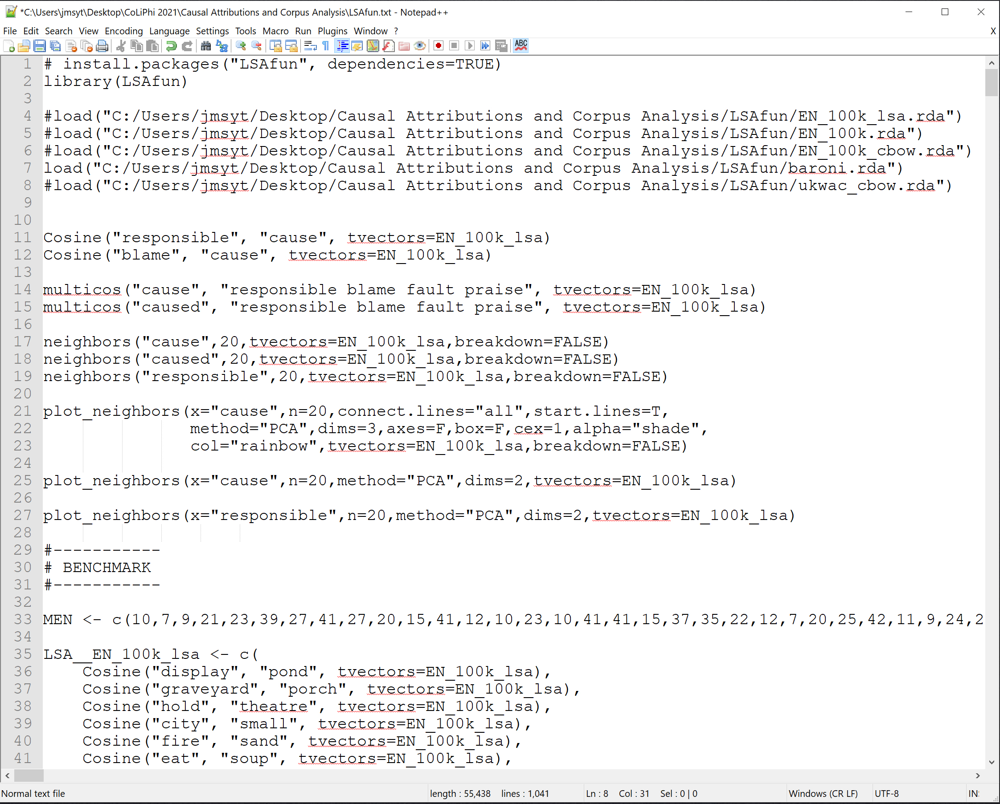 *C:\Users\jmsyt\Desktop\CoLiPhi 2021\Causal Attributions and Corpus Analysis\LSAfun.txt - Notepad++
File Edit Search View Encoding Language Settings Tools Macro Run Plugins Window ? X
ABC
1 # install.packages("LSAfun", dependencies=TRUE)
2 library(LSAfun)
3
4 #load("C:/Users/jmsyt/Desktop/Causal Attributions and Corpus Analysis/LSAfun/EN_100k_lsa.rda")
5 #load("C:/Users/jmsyt/Desktop/Causal Attributions and Corpus Analysis/LSAfun/EN_100k.rda")
6 #load("C:/Users/jmsyt/Desktop/Causal Attributions and Corpus Analysis/LSAfun/EN_100k_cbow.rda")
7 load("C:/Users/jmsyt/Desktop/Causal Attributions and Corpus Analysis/LSAfun/baroni.rda")
8 #load("C:/Users/jmsyt/Desktop/Causal Attributions and Corpus Analysis/LSAfun/ukwac_cbow.rda")
9
10
11 Cosine("responsible", "cause", tvectors=EN_100k_lsa)
12 Cosine("blame", "cause", tvectors=EN_100k_lsa)
13
14 multicos("cause", "responsible blame fault praise", tvectors=EN_100k_lsa)
15 multicos("caused", "responsible blame fault praise", tvectors=EN_100k_lsa)
16
17 neighbors("cause",20,tvectors=EN_100k_lsa,breakdown=FALSE)
18 neighbors("caused",20,tvectors=EN_100k_lsa,breakdown=FALSE)
19 neighbors("responsible",20,tvectors=EN_100k_lsa,breakdown=FALSE)
20
21 plot_neighbors(x="cause",n=20,connect.lines="all",start.lines=T,
22 method="PCA",dims=3,axes=F,box=F,cex=1,alpha="shade",
23 col="rainbow",tvectors=EN_100k_lsa,breakdown=FALSE)
24
25 plot_neighbors(x="cause",n=20,method="PCA",dims=2,tvectors=EN_100k_lsa)
26
27 plot_neighbors(x="responsible",n=20,method="PCA",dims=2,tvectors=EN_100k_lsa)
28
29 #-----------
30 # BENCHMARK
31 #-----------
32
33 MEN <- c(10,7,9,21,23,39,27,41,27,20,15,41,12,10,23,10,41,41,15,37,35,22,12,7,20,25,42,11,9,24,2
34
35 LSA__EN_100k_lsa <- c(
36 Cosine("display", "pond", tvectors=EN_100k_lsa),
37 Cosine("graveyard", "porch", tvectors=EN_100k_lsa),
38 Cosine("hold", "theatre", tvectors=EN_100k_lsa),
39 Cosine("city", "small", tvectors=EN_100k_lsa),
40 Cosine("fire", "sand", tvectors=EN_100k_lsa),
41 Cosine("eat", "soup", tvectors=EN_100k_lsa),
Normal text file length : 55,438 lines : 1,041 Ln : 8 Col : 31 Sel : 0 | 0 Windows (CR LF) UTF-8 IN